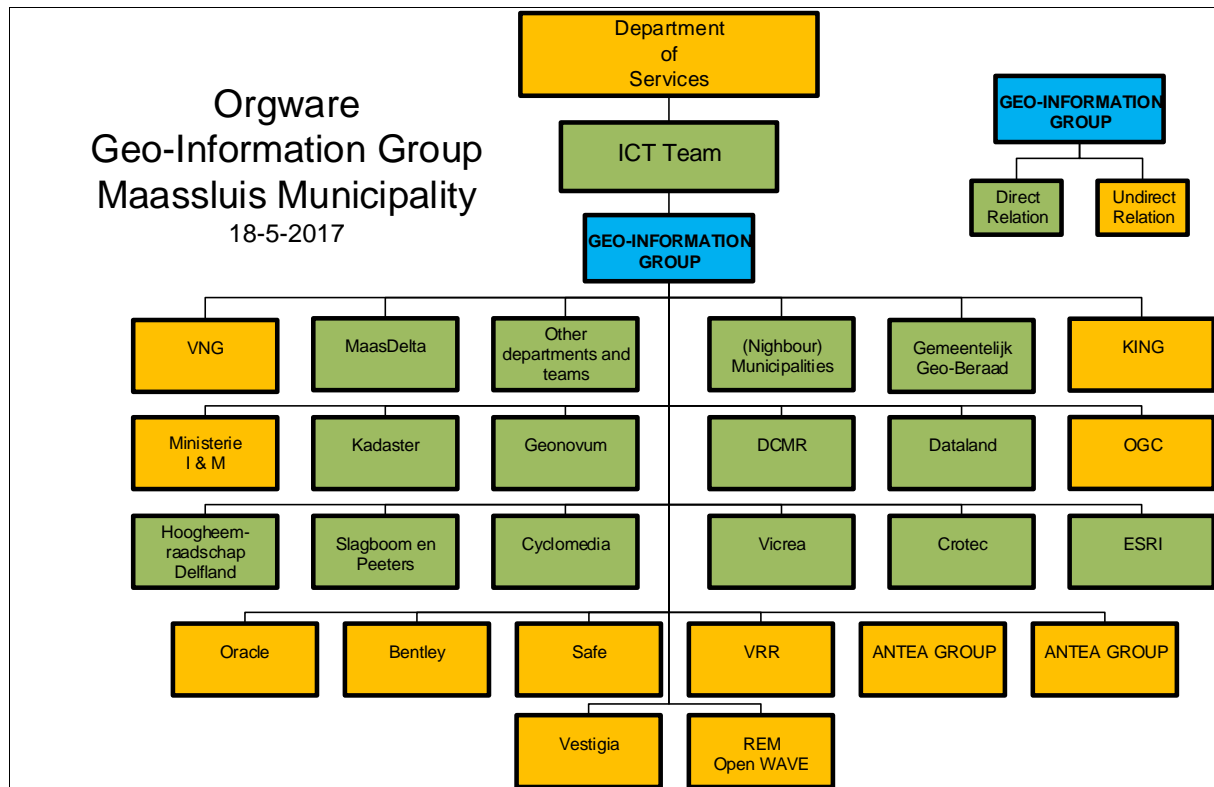 Department
of
Services
Orgware
Geo-Information Group
Maassluis Municipality
18-5-2017
GEO-INFORMATION
GROUP
Direct
Relation
Undirect
Relation
ICT Team
GEO-INFORMATION
GROUP
VNG
MaasDelta
Other
departments and
teams
(Nighbour)
Municipalities
Gemeentelijk
Geo-Beraad
KING
Ministerie
I & M
Kadaster
Geonovum
DCMR
Dataland
OGC
Hoogheem-
raadschap
Delfland
Slagboom en
Peeters
Cyclomedia
Vicrea
Crotec
ESRI
Oracle
Bentley
Safe
VRR
ANTEA GROUP
ANTEA GROUP
Vestigia
REM
Open WAVE